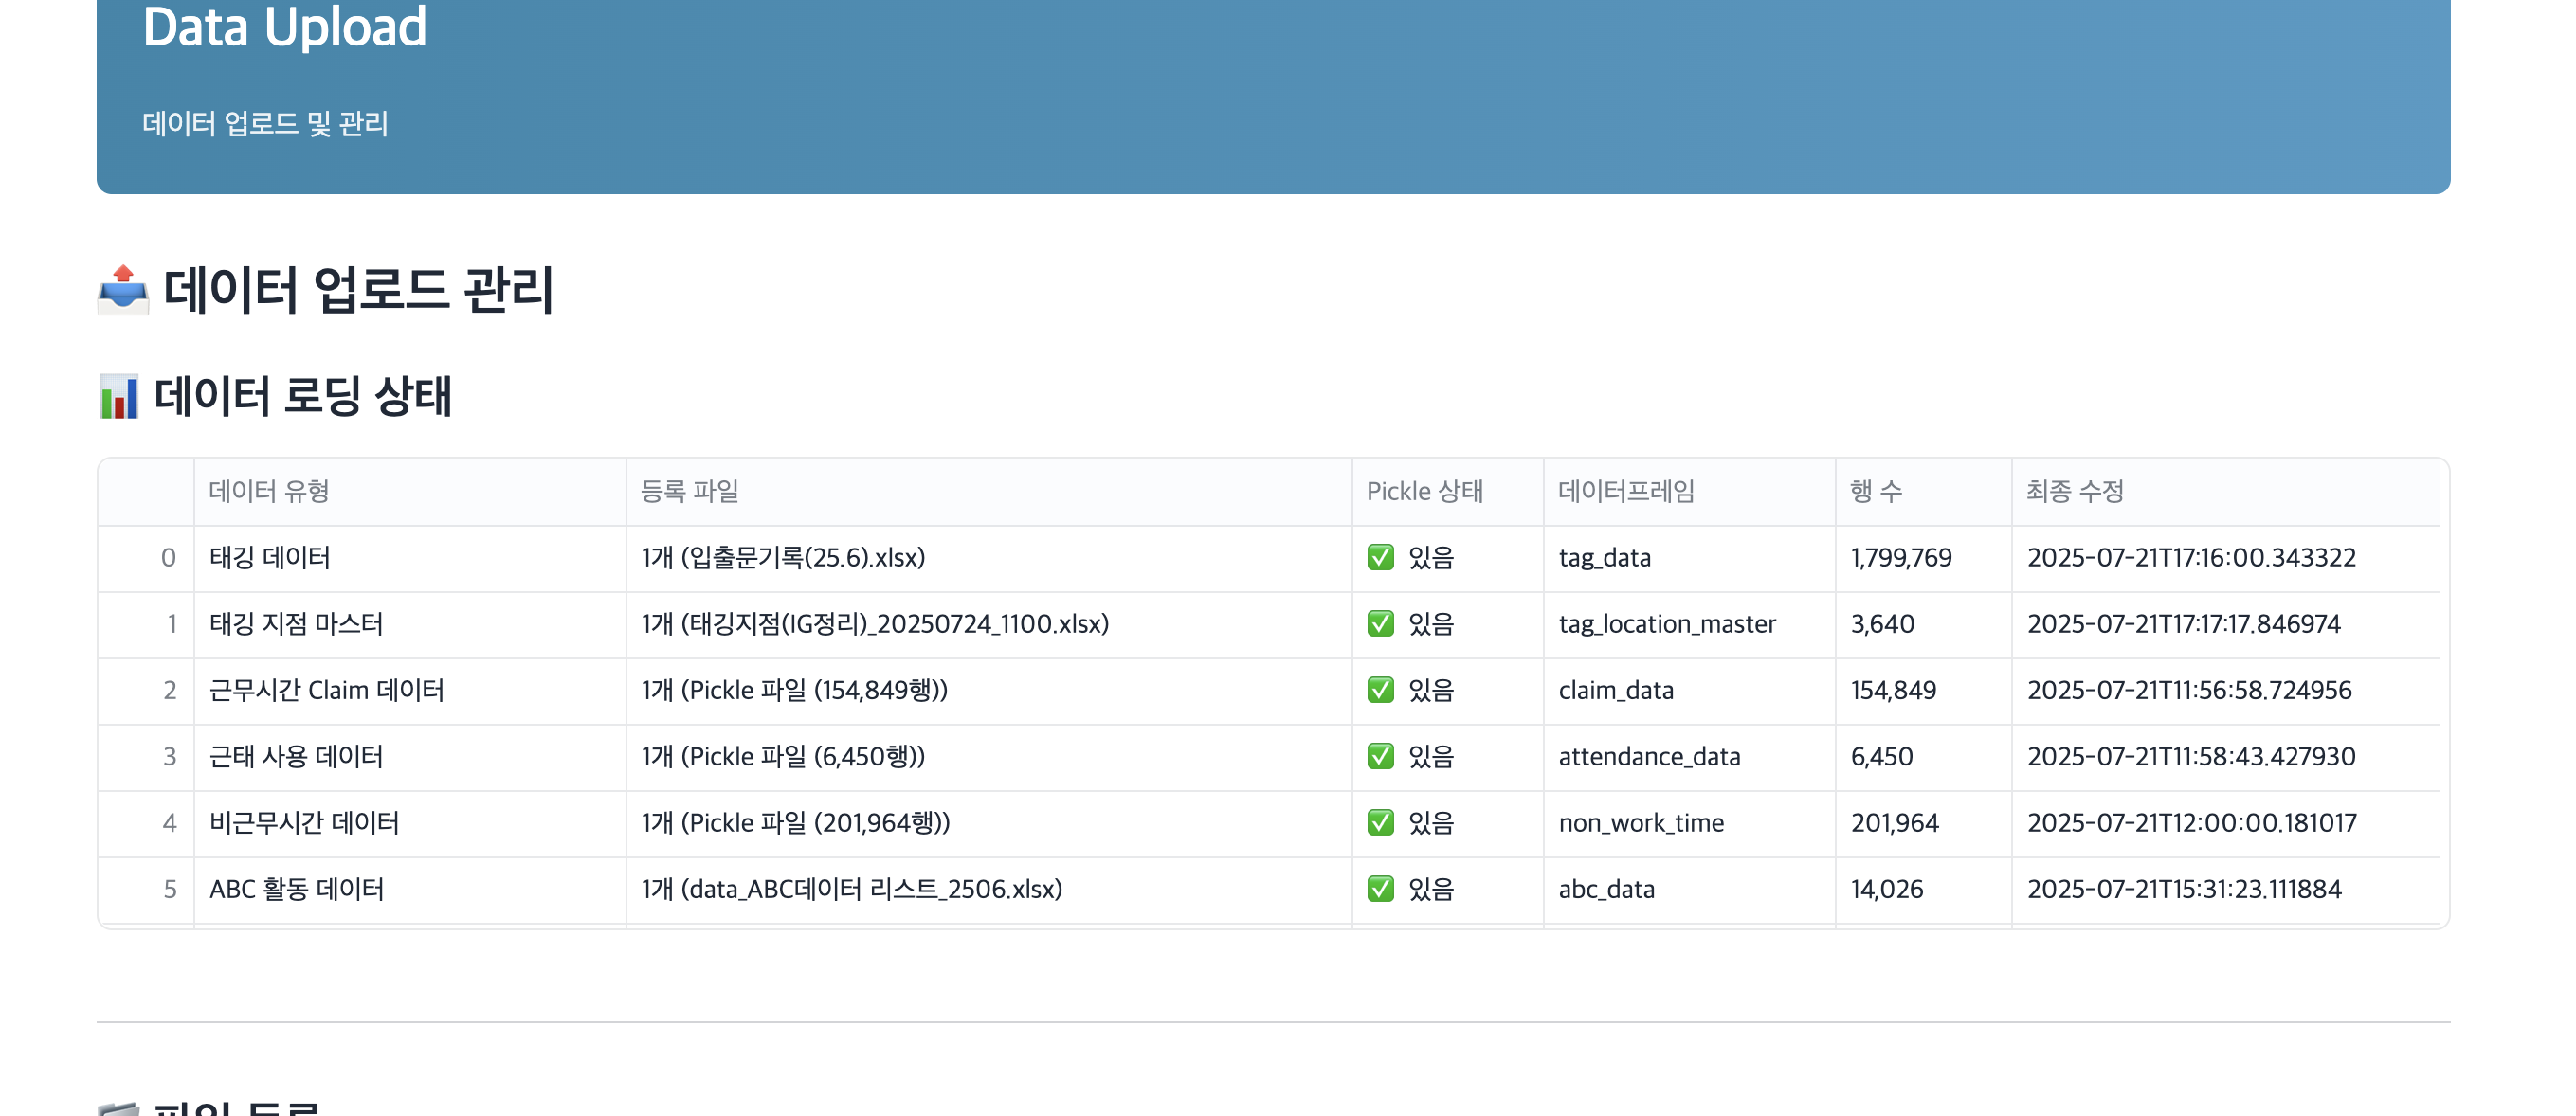 Data Upload
데이터 업로드 및 관리
데이터 업로드 관리
데이터 로딩 상태
데이터 유형 등록 파일 Pickle 상태 데이터프레임 행 수 최종 수정
0 태깅 데이터 1개 (입출문기록(25.6).xlsx) ✅ 있음 tag_data 1,799,769 2025-07-21T17:16:00.343322
1 태깅 지점 마스터 1개 (태깅지점(IG정리)_20250724_1100.xlsx) ✅ 있음 tag_location_master 3,640 2025-07-21T17:17:17.846974
2 근무시간 Claim 데이터 1개 (Pickle 파일 (154,849행)) ✅ 있음 claim_data 154,849 2025-07-21T11:56:58.724956
3 근태 사용 데이터 1개 (Pickle 파일 (6,450행)) ✅ 있음 attendance_data 6,450 2025-07-21T11:58:43.427930
4 비근무시간 데이터 1개 (Pickle 파일 (201,964행)) ✅ 있음 non_work_time 201,964 2025-07-21T12:00:00.181017
5 ABC 활동 데이터 1개 (data_ABC데이터 리스트_2506.xlsx) ✅ 있음 abc_data 14,026 2025-07-21T15:31:23.111884